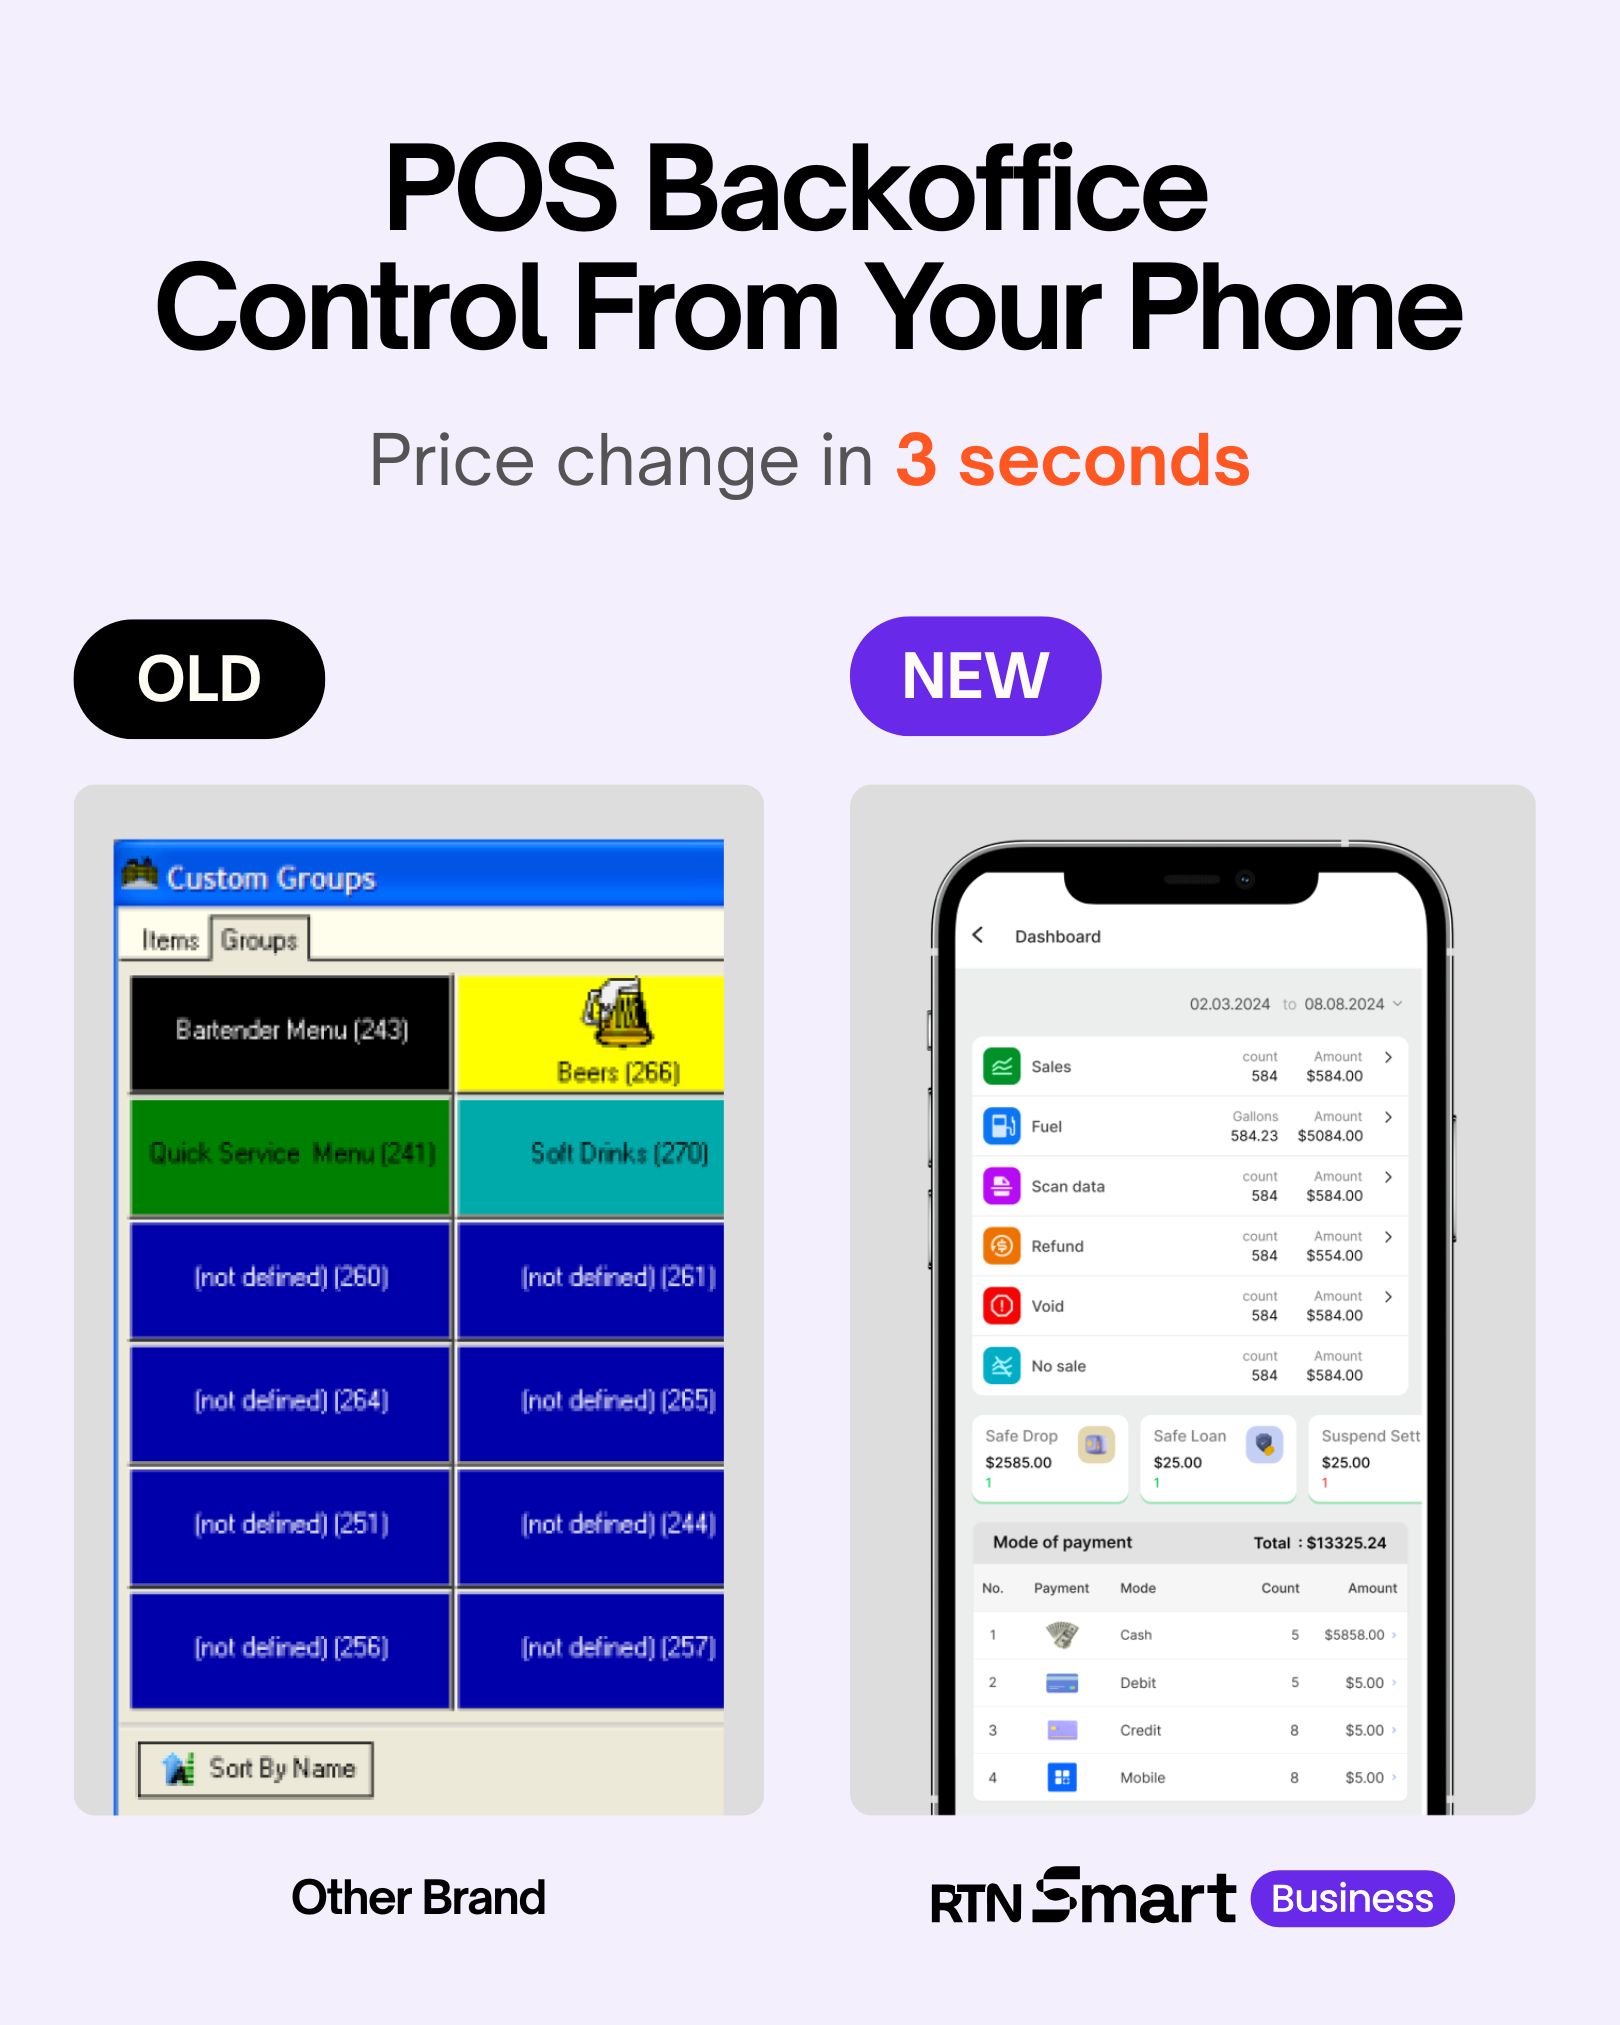 POS Backoffice
Control From Your Phone
Price change in 3 seconds
OLD
Custom Groups
Items Groups
Bartender Menu (243)
Beers (266)
Quick Service Menu (241)
Soft Drinks (270)
(not defined) (260)
(not defined) (261)
(not defined) (264)
(not defined) (265)
(not defined) (251)
(not defined) (244)
(not defined) (256)
(not defined) (257)
Sort By Name
Other Brand
NEW
Dashboard
02.03.2024 to 08.08.2024
Sales
count Amount
584 $584.00
Fuel
Gallons Amount
584.23 $5084.00
Scan data
count Amount
584 $584.00
Refund
count Amount
584 $554.00
Void
count Amount
584 $584.00
No sale
count Amount
584 $584.00
Safe Drop
$2585.00
1
Safe Loan
$25.00
1
Suspend Sett
$25.00
1
Mode of payment Total : $13325.24
No. Payment Mode Count Amount
1 Cash 5 $5858.00
2 Debit 5 $5.00
3 Credit 8 $5.00
4 Mobile 8 $5.00
RTN Smart Business